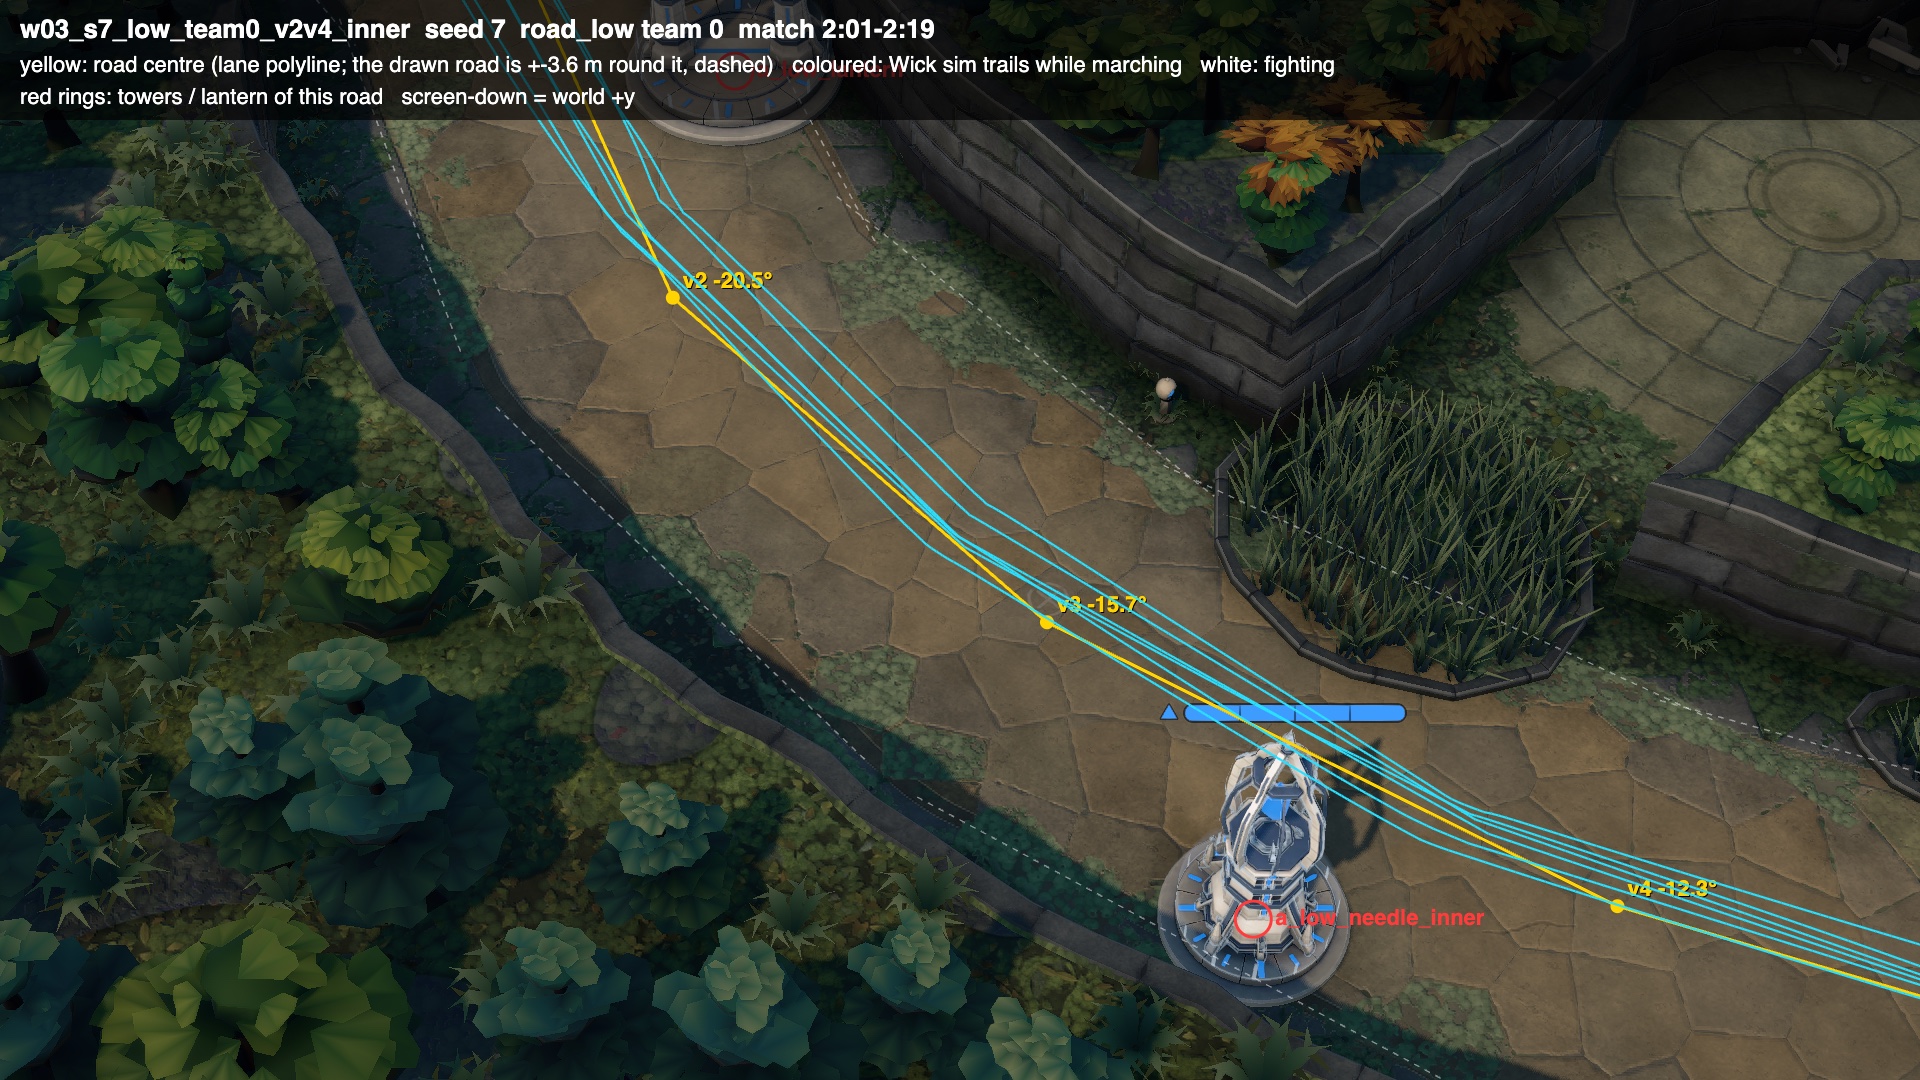 w03_s7_low_team0_v2v4_inner seed 7 road_low team 0 match 2:01-2:19
yellow: road centre (lane polyline; the drawn road is +-3.6 m round it, dashed) coloured: Wick sim trails while marching white: fighting
red rings: towers / lantern of this road screen-down = world +y
v2 -20.5°
v3 -15.7°
v4 -12.3°
a_low_needle_inner